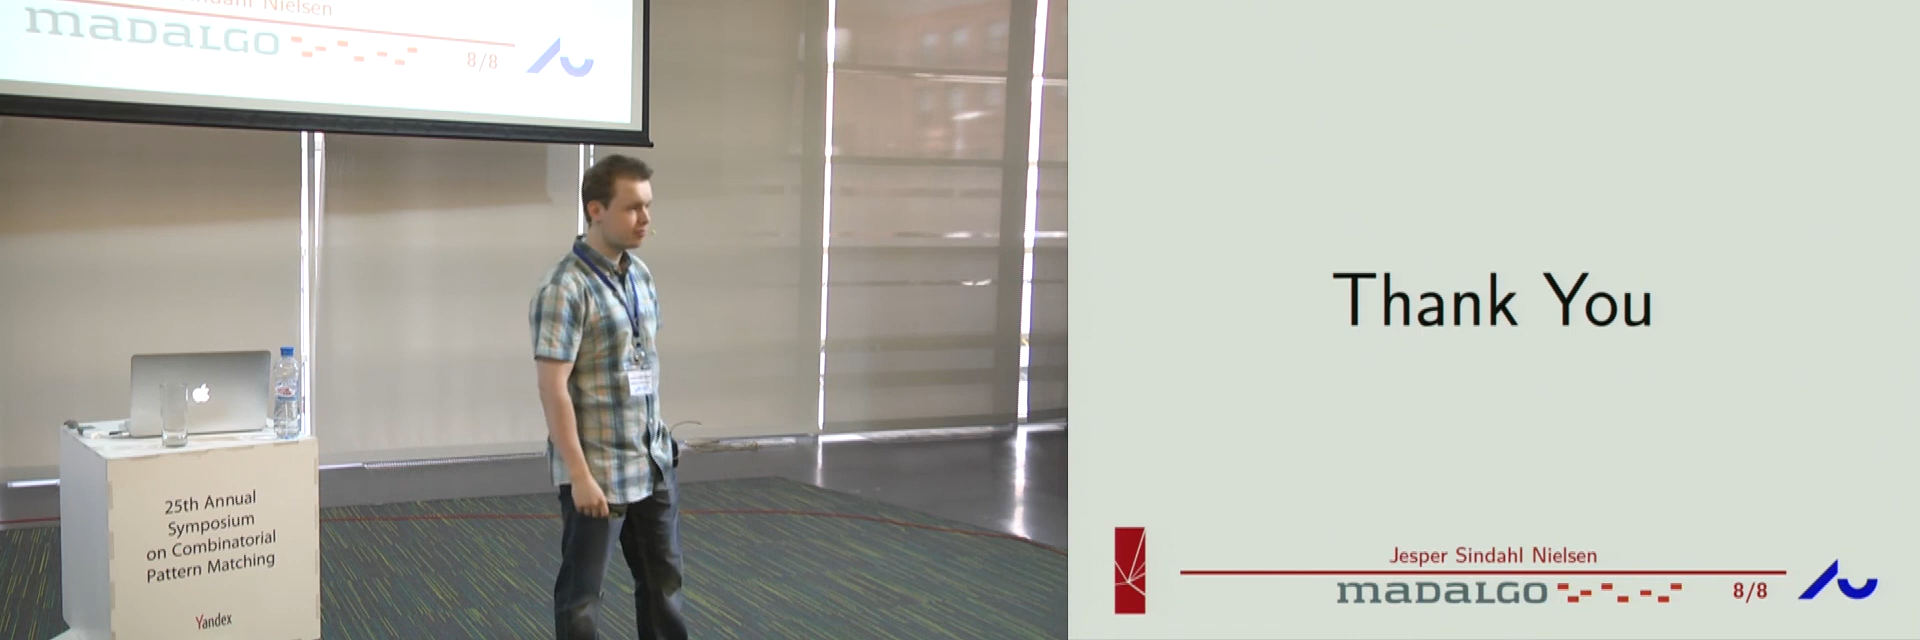 Sindahl Nielsen
maDaLGO
8/8
25th Annual
Symposium
on Combinatorial
Pattern Matching
Yandex
Thank You
Jesper Sindahl Nielsen
maDaLGO
8/8